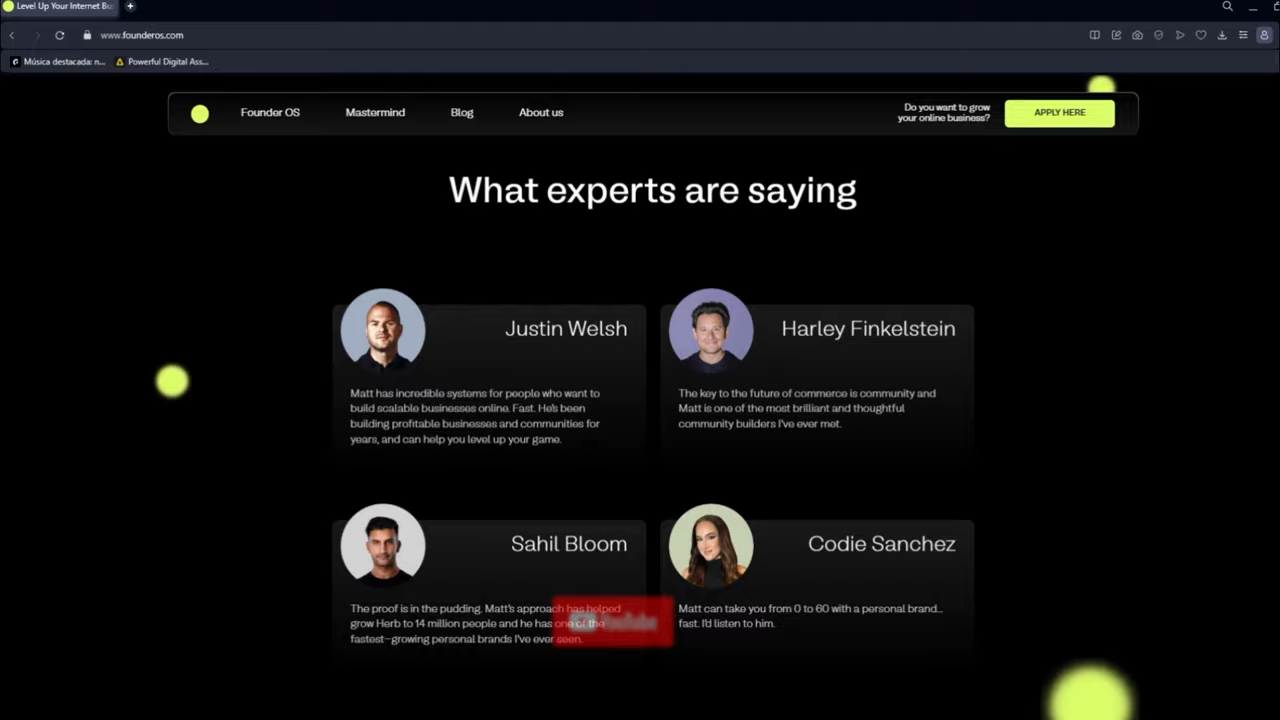 Level Up Your Internet Bu
www.founderos.com
Música destacada: n...
Powerful Digital Ass...
Founder OS
Mastermind
Blog
About us
Do you want to grow
your online business?
APPLY HERE
What experts are saying
Justin Welsh
Matt has incredible systems for people who want to
build scalable businesses online. Fast. He's been
building profitable businesses and communities for
years, and can help you level up your game.
Harley Finkelstein
The key to the future of commerce is community and
Matt is one of the most brilliant and thoughtful
community builders I've ever met.
Sahil Bloom
The proof is in the pudding. Matt's approach has helped
grow Herb to 14 million people and he has one of the
fastest-growing personal brands I've ever seen.
Codie Sanchez
Matt can take you from 0 to 60 with a personal brand...
fast. I'd listen to him.